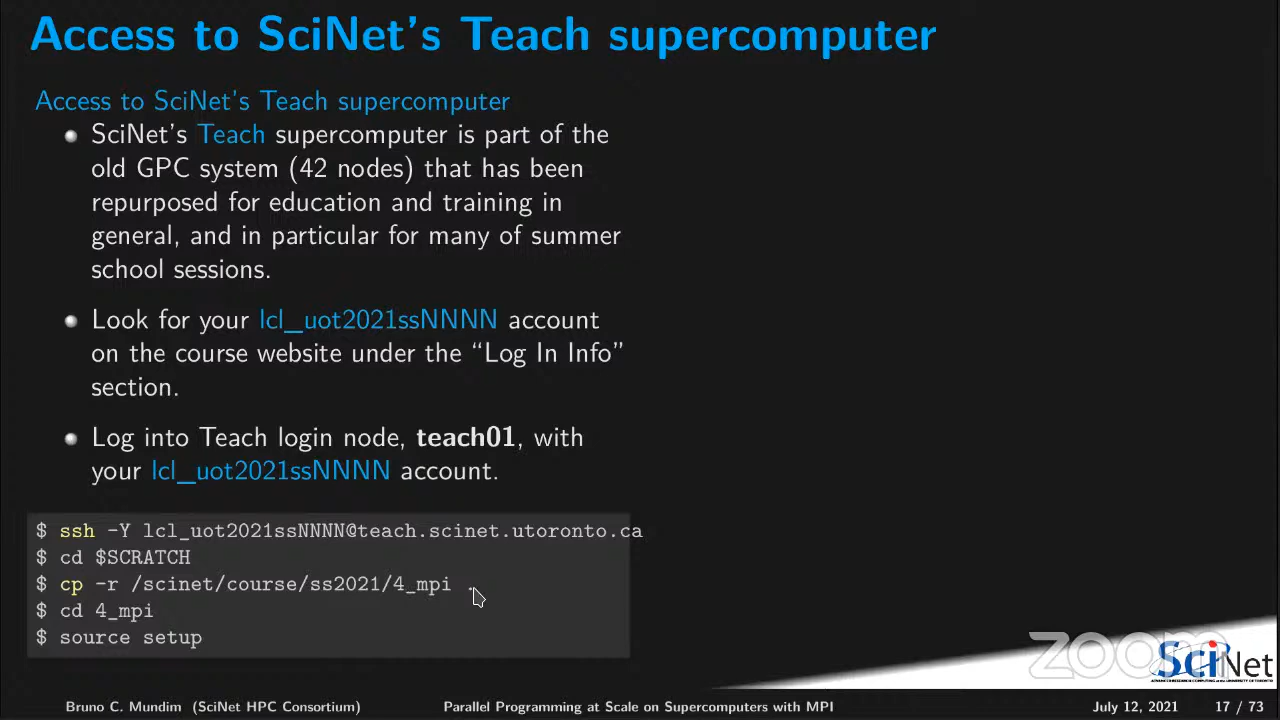 Access to SciNet's Teach supercomputer
Access to SciNet's Teach supercomputer
SciNet's Teach supercomputer is part of the
old GPC system (42 nodes) that has been
repurposed for education and training in
general, and in particular for many of summer
school sessions.
Look for your lcl_uot2021ssNNNN account
on the course website under the “Log In Info”
section.
Log into Teach login node, teach01, with
your lcl_uot2021ssNNNN account.
$ ssh -Y lcl_uot2021ssNNNN@teach.scinet.utoronto.ca
$ cd $SCRATCH
$ cp -r /scinet/course/ss2021/4_mpi .
$ cd 4_mpi
$ source setup
zoom
SciNet
Bruno C. Mundim (SciNet HPC Consortium)
Parallel Programming at Scale on Supercomputers with MPI
July 12, 2021
17 / 73